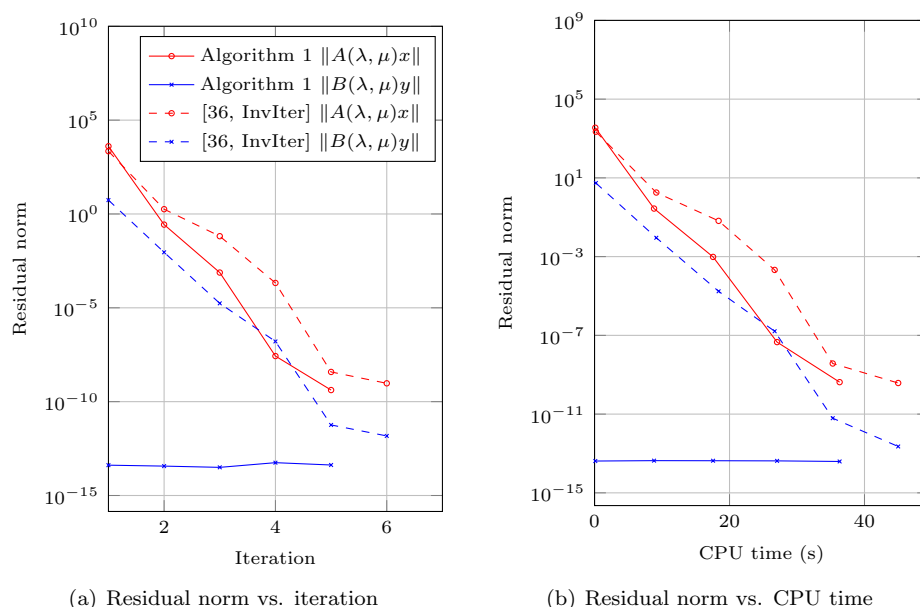 10^10
10^5
10^0
10^−5
10^−10
10^−15
Residual norm
Algorithm 1 ‖A(λ, μ)x‖
Algorithm 1 ‖B(λ, μ)y‖
[36, InvIter] ‖A(λ, μ)x‖
[36, InvIter] ‖B(λ, μ)y‖
2 4 6
Iteration
(a) Residual norm vs. iteration
10^9
10^5
10^1
10^−3
10^−7
10^−11
10^−15
Residual norm
0 20 40
CPU time (s)
(b) Residual norm vs. CPU time